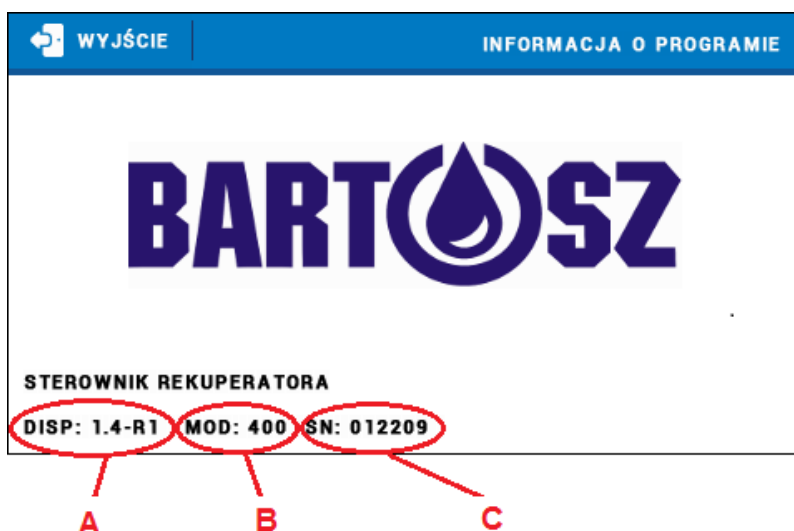 WYJŚCIE
INFORMACJA O PROGRAMIE
BARTOSZ
STEROWNIK REKUPERATORA
DISP: 1.4-R1 MOD: 400 SN: 012209
A B C